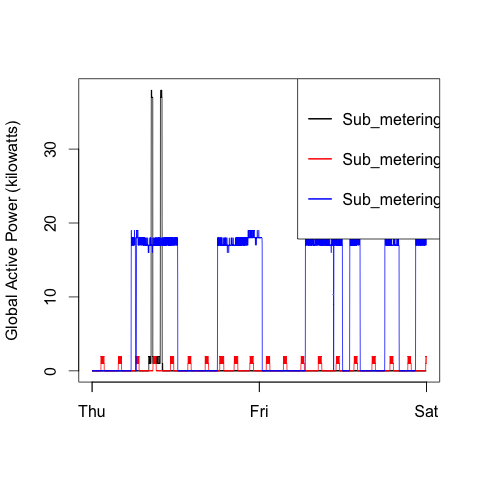 Global Active Power (kilowatts)
30
20
10
0
Sub_metering
Sub_metering
Sub_metering
Thu
Fri
Sat